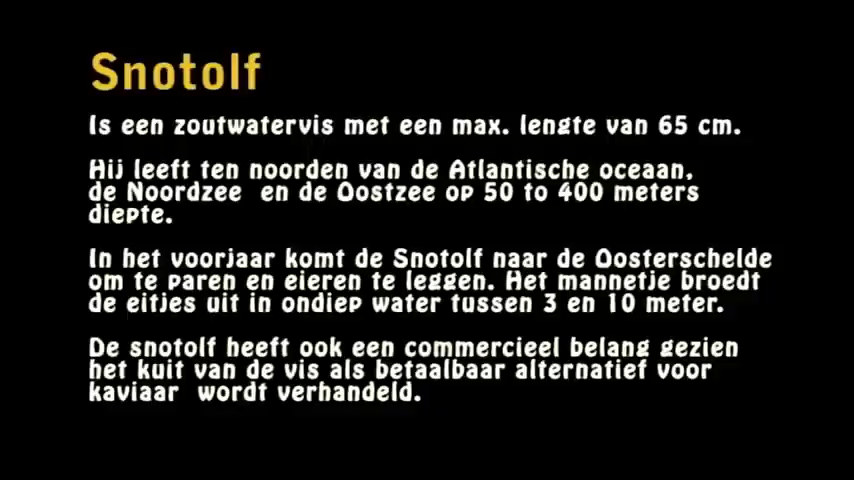 Snotolf
Is een zoutwatervis met een max. lengte van 65 cm.
Hij leeft ten noorden van de Atlantische oceaan,
de Noordzee en de Oostzee op 50 to 400 meters
diepte.
In het voorjaar komt de Snotolf naar de Oosterschelde
om te paren en eieren te leggen. Het mannetje broedt
de eitjes uit in ondiep water tussen 3 en 10 meter.
De snotolf heeft ook een commercieel belang gezien
het kuit van de vis als betaalbaar alternatief voor
kaviaar wordt verhandeld.